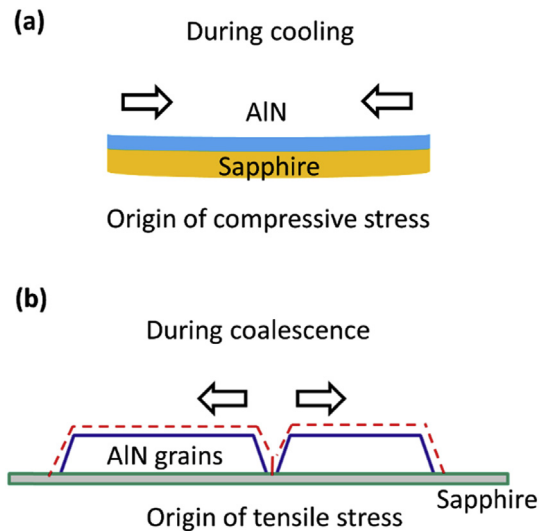 (a)
During cooling
AlN
Sapphire
Origin of compressive stress
(b)
During coalescence
AlN grains
Sapphire
Origin of tensile stress